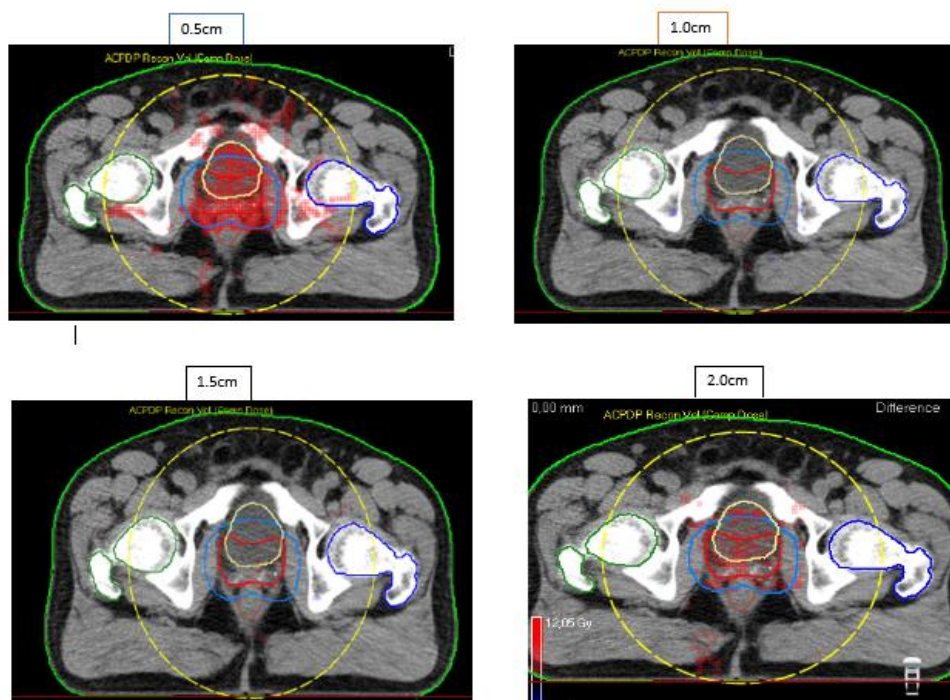 0.5cm
1.0cm
ACPDP Recon Vol (Comp Dose)
ACPDP Recon Vol (Comp Dose)
1.5cm
2.0cm
ACPDP Recon Vol (Comp Dose)
0,00 mm
ACPDP Recon Vol (Comp Dose)
Difference
12,05 Gy